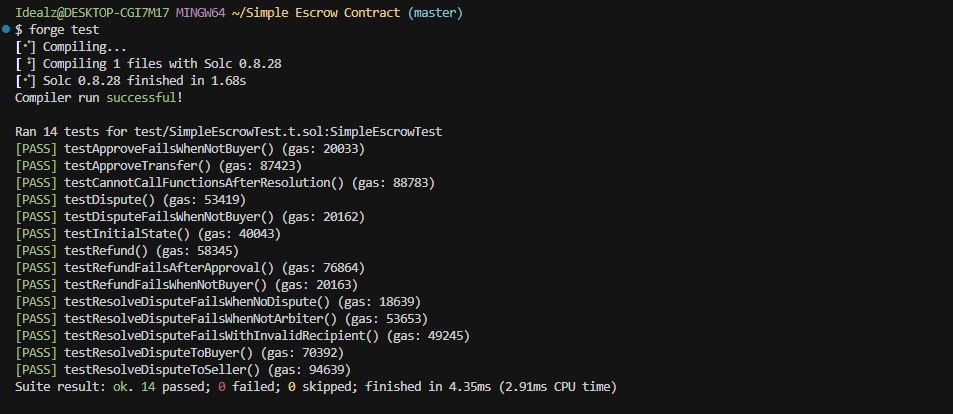 Idealz@DESKTOP-CGI7M17 MINGW64 ~/Simple Escrow Contract (master)
$ forge test
[⠊] Compiling...
[⠘] Compiling 1 files with Solc 0.8.28
[⠊] Solc 0.8.28 finished in 1.68s
Compiler run successful!
Ran 14 tests for test/SimpleEscrowTest.t.sol:SimpleEscrowTest
[PASS] testApproveFailsWhenNotBuyer() (gas: 20033)
[PASS] testApproveTransfer() (gas: 87423)
[PASS] testCannotCallFunctionsAfterResolution() (gas: 88783)
[PASS] testDispute() (gas: 53419)
[PASS] testDisputeFailsWhenNotBuyer() (gas: 20162)
[PASS] testInitialState() (gas: 40043)
[PASS] testRefund() (gas: 58345)
[PASS] testRefundFailsAfterApproval() (gas: 76864)
[PASS] testRefundFailsWhenNotBuyer() (gas: 20163)
[PASS] testResolveDisputeFailsWhenNoDispute() (gas: 18639)
[PASS] testResolveDisputeFailsWhenNotArbiter() (gas: 53653)
[PASS] testResolveDisputeFailsWithInvalidRecipient() (gas: 49245)
[PASS] testResolveDisputeToBuyer() (gas: 70392)
[PASS] testResolveDisputeToSeller() (gas: 94639)
Suite result: ok. 14 passed; 0 failed; 0 skipped; finished in 4.35ms (2.91ms CPU time)